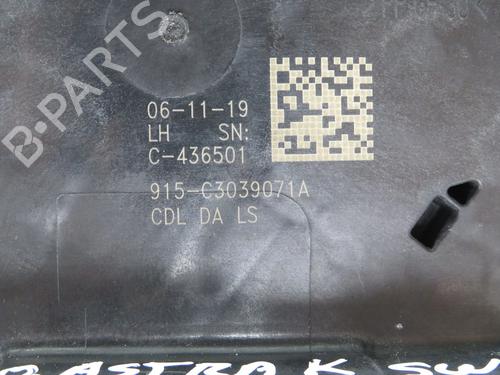 B-PARTS
06-11-19
LH SN:
C-436501
915-C3039071A
CDL DA LS
ASTRA K SW